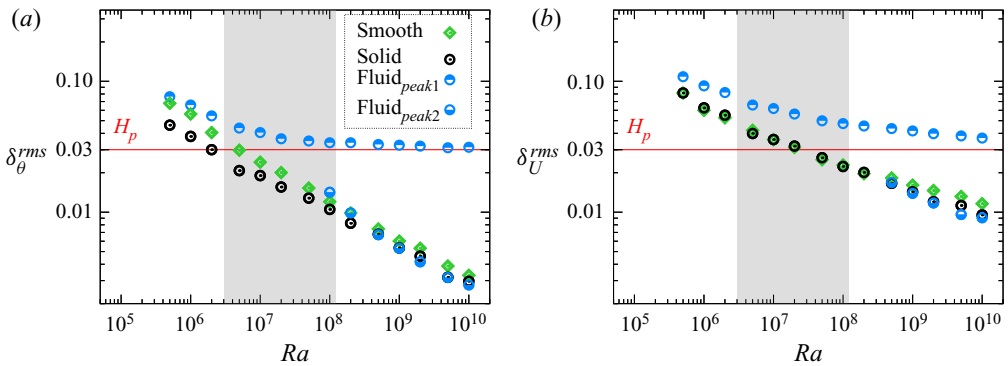 (a)
Smooth
Solid
Fluid_peak1
Fluid_peak2
0.10
H_p
0.03
δ_θ^rms
0.01
10^5 10^6 10^7 10^8 10^9 10^10
Ra
(b)
0.10
H_p
0.03
δ_U^rms
0.01
10^5 10^6 10^7 10^8 10^9 10^10
Ra